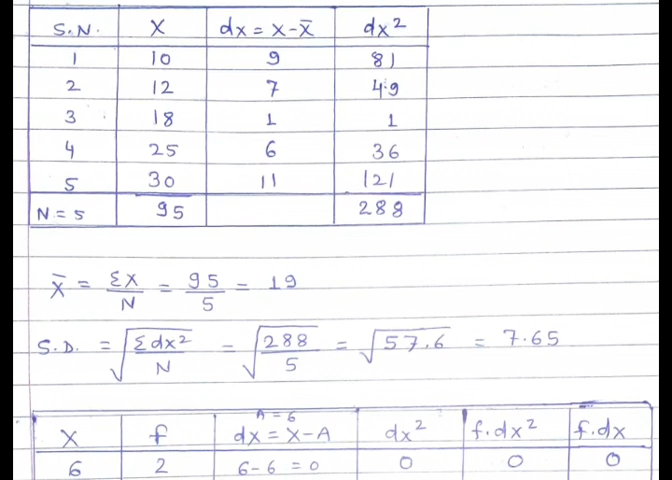 S.N. X dx = X-X̄ dx²
1 10 9 81
2 12 7 49
3 18 1 1
4 25 6 36
5 30 11 121
N = 5 95 288
X̄ = ΣX/N = 95/5 = 19
S.D. = √(Σdx²/N) = √(288/5) = √57.6 = 7.65
A = 6
X f dx = X-A dx² f.dx² f.dx
6 2 6-6 = 0 0 0 0